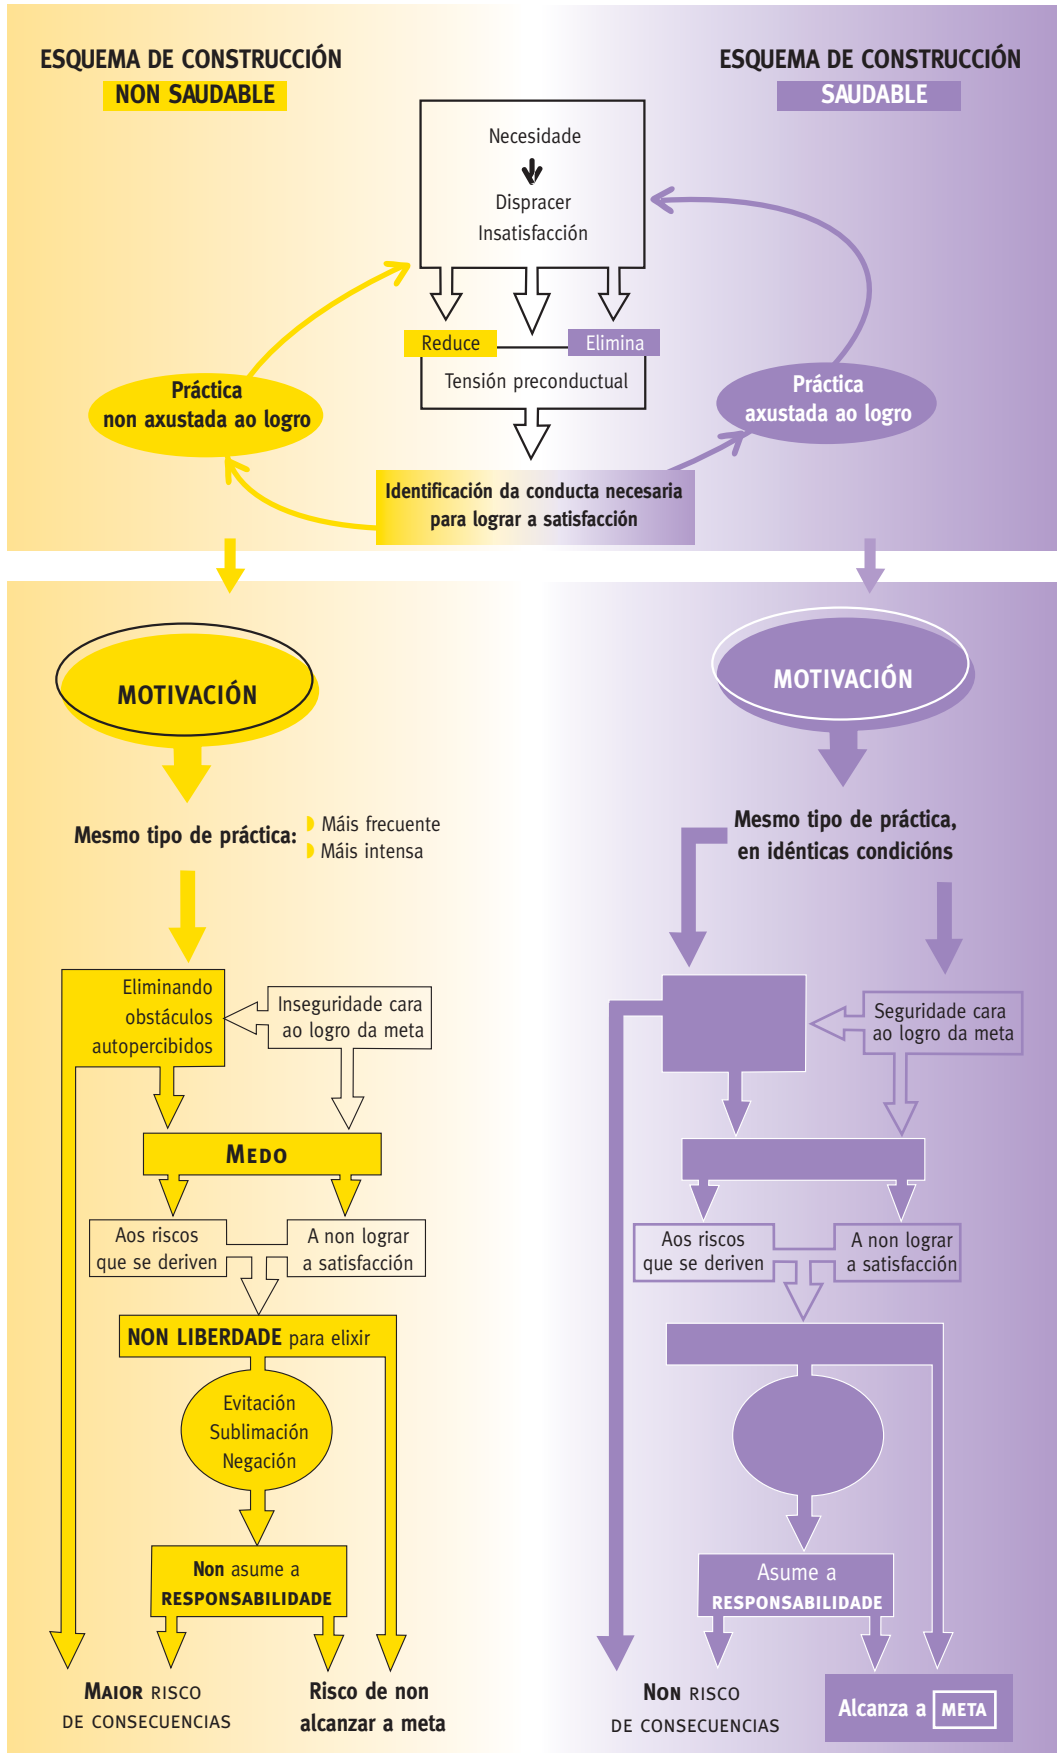 ESQUEMA DE CONSTRUCCIÓN
NON SAUDABLE
ESQUEMA DE CONSTRUCCIÓN
SAUDABLE
Necesidade
Dispracer
Insatisfacción
Reduce
Elimina
Tensión preconductual
Práctica
non axustada ao logro
Práctica
axustada ao logro
Identificación da conducta necesaria
para lograr a satisfacción
MOTIVACIÓN
Mesmo tipo de práctica:
Máis frecuente
Máis intensa
Eliminando
obstáculos
autopercibidos
Inseguridade cara
ao logro da meta
MEDO
Aos riscos
que se deriven
A non lograr
a satisfacción
NON LIBERDADE para elixir
Evitación
Sublimación
Negación
Non asume a
RESPONSABILIDADE
MAIOR RISCO
DE CONSECUENCIAS
Risco de non
alcanzar a meta
MOTIVACIÓN
Mesmo tipo de práctica,
en idénticas condicións
Seguridade cara
ao logro da meta
Aos riscos
que se deriven
A non lograr
a satisfacción
Asume a
RESPONSABILIDADE
NON RISCO
DE CONSECUENCIAS
Alcanza a META